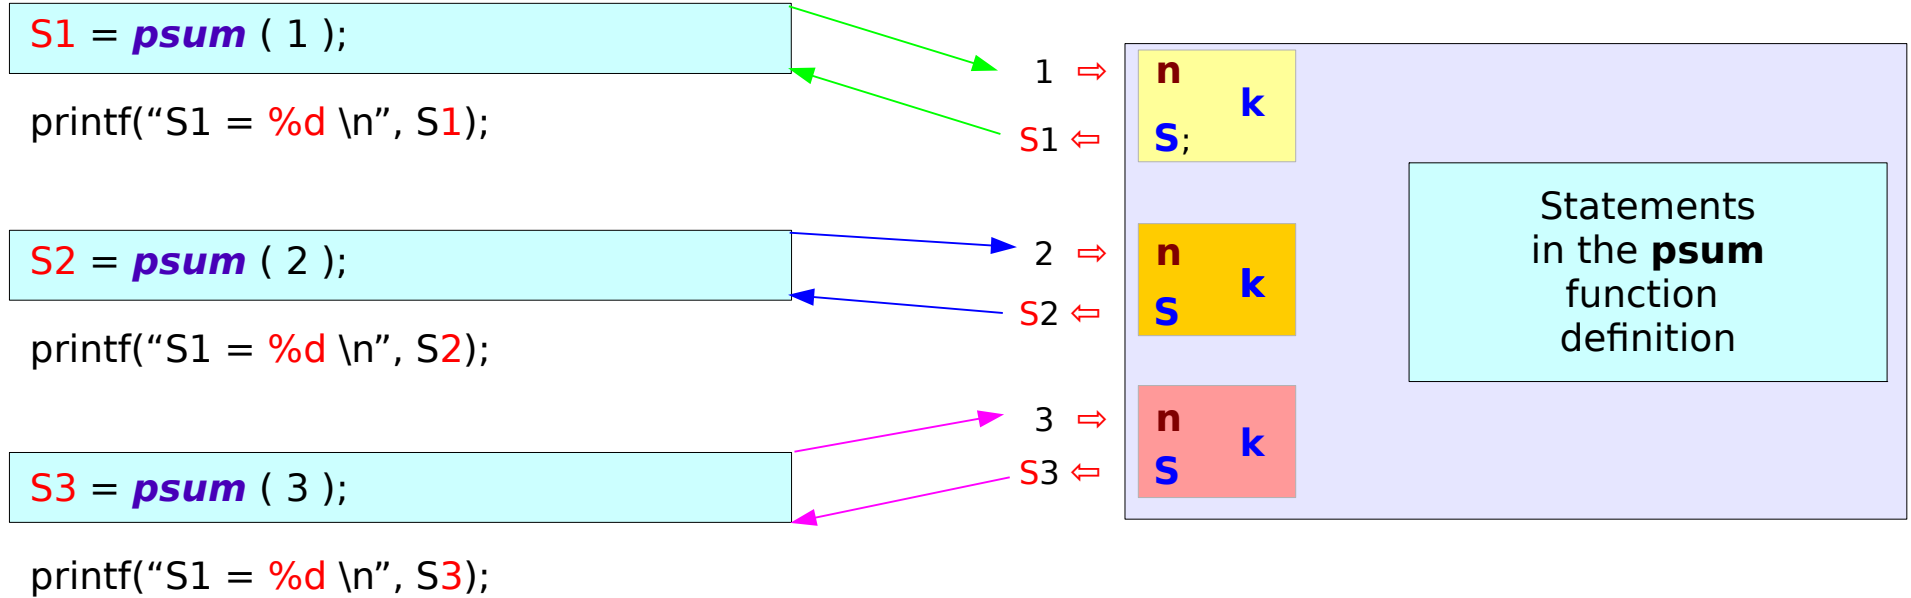 S1 = psum ( 1 );
printf(“S1 = %d \n”, S1);
S2 = psum ( 2 );
printf(“S1 = %d \n”, S2);
S3 = psum ( 3 );
printf(“S1 = %d \n”, S3);
1 ⇨
S1 ⇦
2 ⇨
S2 ⇦
3 ⇨
S3 ⇦
n
k
S;
n
k
S
n
k
S
Statements
in the psum
function
definition